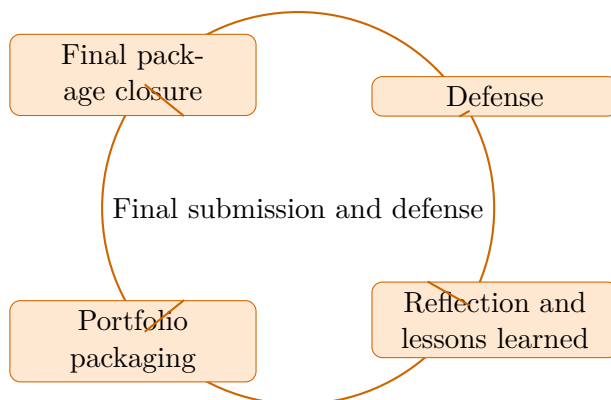 Final pack-
age closure
Defense
Final submission and defense
Portfolio
packaging
Reflection and
lessons learned